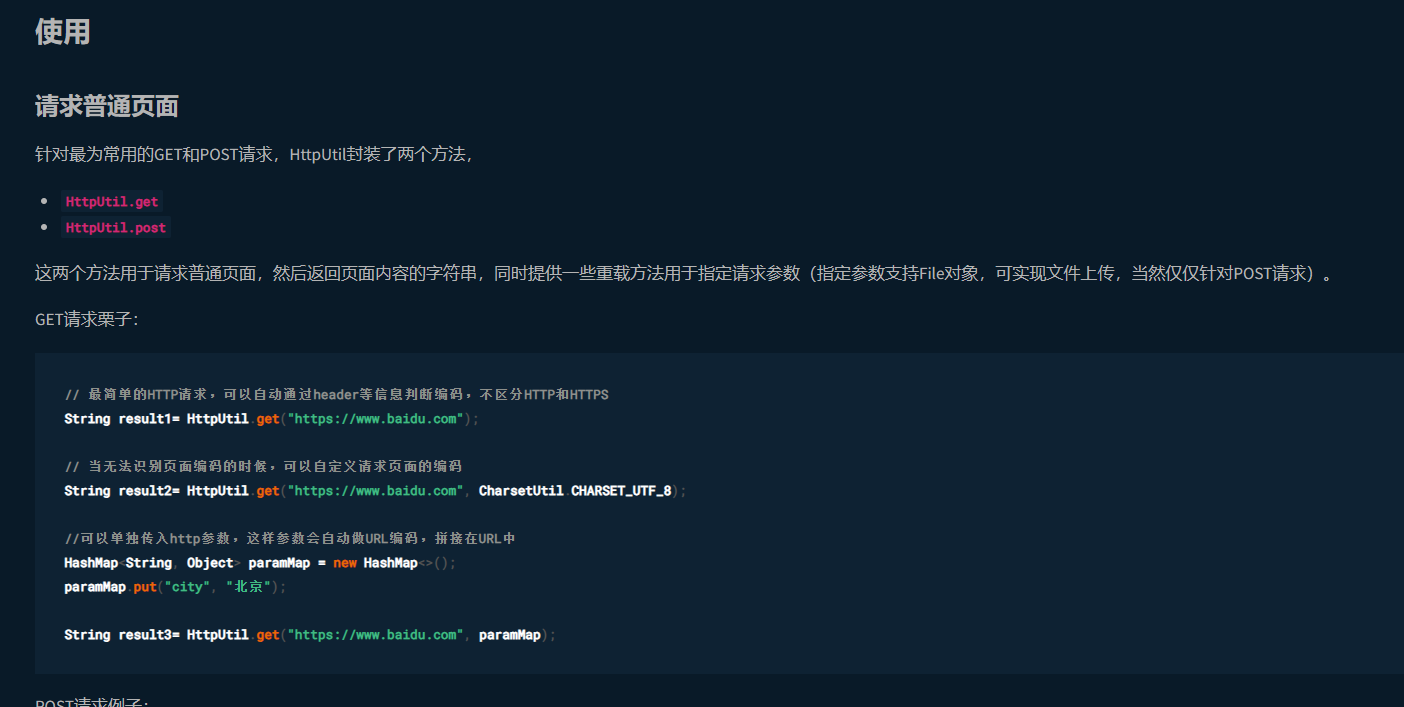 使用
请求普通页面
针对最为常用的GET和POST请求，HttpUtil封装了两个方法，
HttpUtil.get
HttpUtil.post
这两个方法用于请求普通页面，然后返回页面内容的字符串，同时提供一些重载方法用于指定请求参数（指定参数支持File对象，可实现文件上传，当然仅仅针对POST请求）。
GET请求栗子：
// 最简单的HTTP请求，可以自动通过header等信息判断编码，不区分HTTP和HTTPS
String result1= HttpUtil.get("https://www.baidu.com");
// 当无法识别页面编码的时候，可以自定义请求页面的编码
String result2= HttpUtil.get("https://www.baidu.com", CharsetUtil.CHARSET_UTF_8);
//可以单独传入http参数，这样参数会自动做URL编码，拼接在URL中
HashMap<String, Object> paramMap = new HashMap<>();
paramMap.put("city", "北京");
String result3= HttpUtil.get("https://www.baidu.com", paramMap);
POST请求例子：